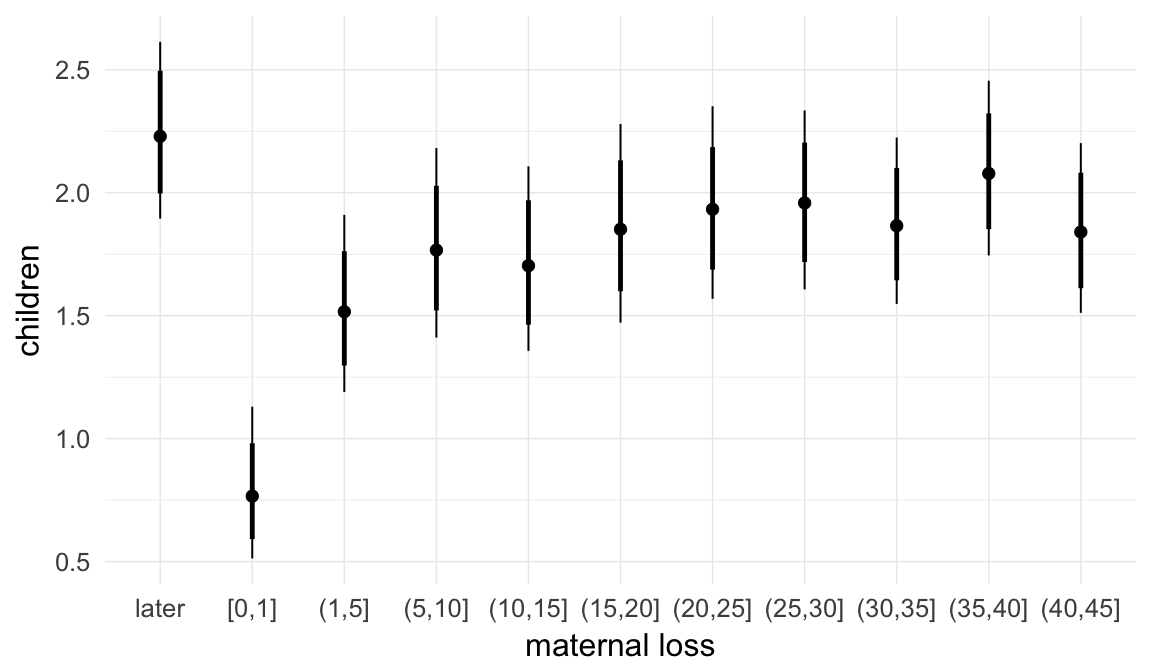 2.5
2.0
1.5
1.0
0.5
children
later [0,1] (1,5] (5,10] (10,15] (15,20] (20,25] (25,30] (30,35] (35,40] (40,45]
maternal loss